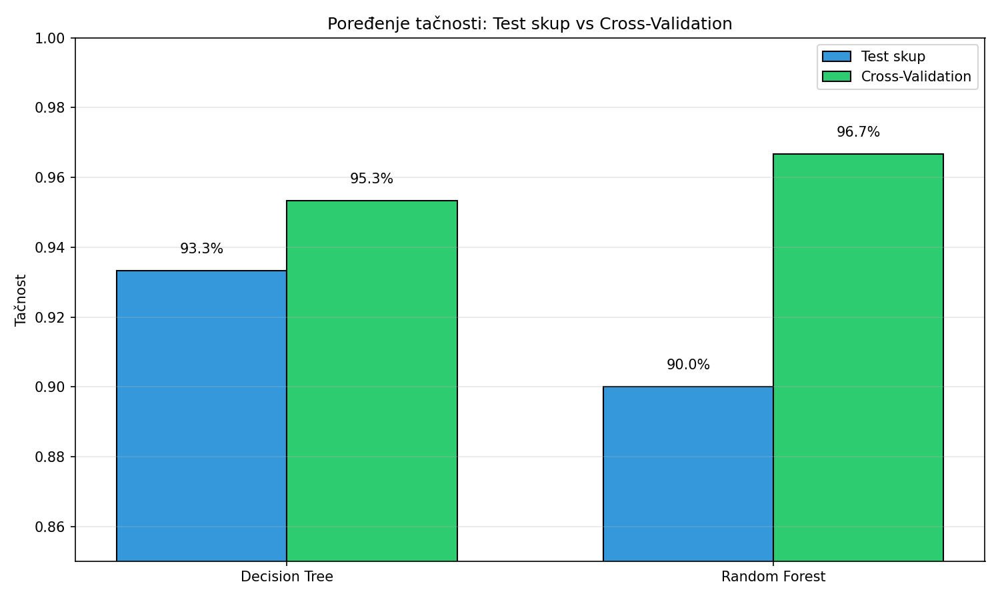 Poređenje tačnosti: Test skup vs Cross-Validation
Test skup
Cross-Validation
Tačnost
1.00
0.98
0.96
0.94
0.92
0.90
0.88
0.86
93.3%
95.3%
90.0%
96.7%
Decision Tree
Random Forest